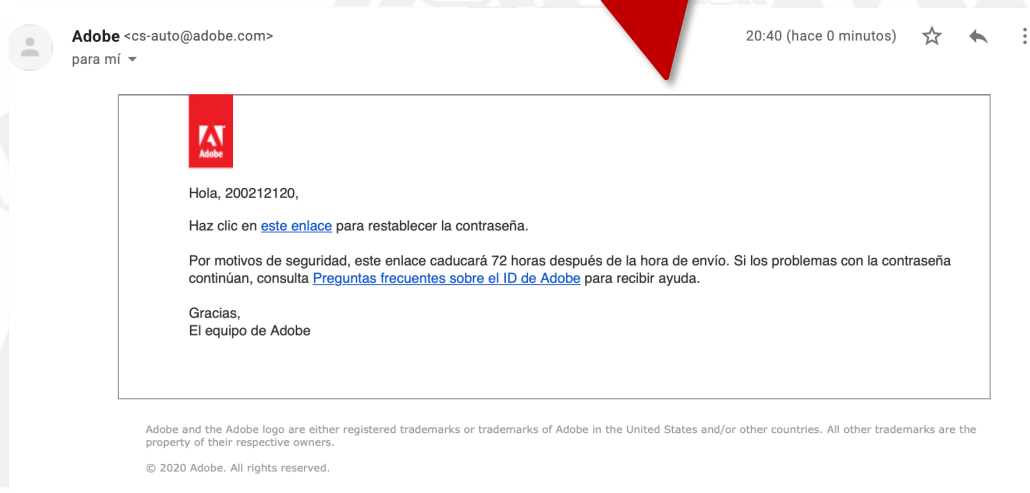 Adobe <cs-auto@adobe.com>
20:40 (hace 0 minutos)
para mí
Adobe
Hola, 200212120,
Haz clic en este enlace para restablecer la contraseña.
Por motivos de seguridad, este enlace caducará 72 horas después de la hora de envío. Si los problemas con la contraseña
continúan, consulta Preguntas frecuentes sobre el ID de Adobe para recibir ayuda.
Gracias,
El equipo de Adobe
Adobe and the Adobe logo are either registered trademarks or trademarks of Adobe in the United States and/or other countries. All other trademarks are the
property of their respective owners.
© 2020 Adobe. All rights reserved.